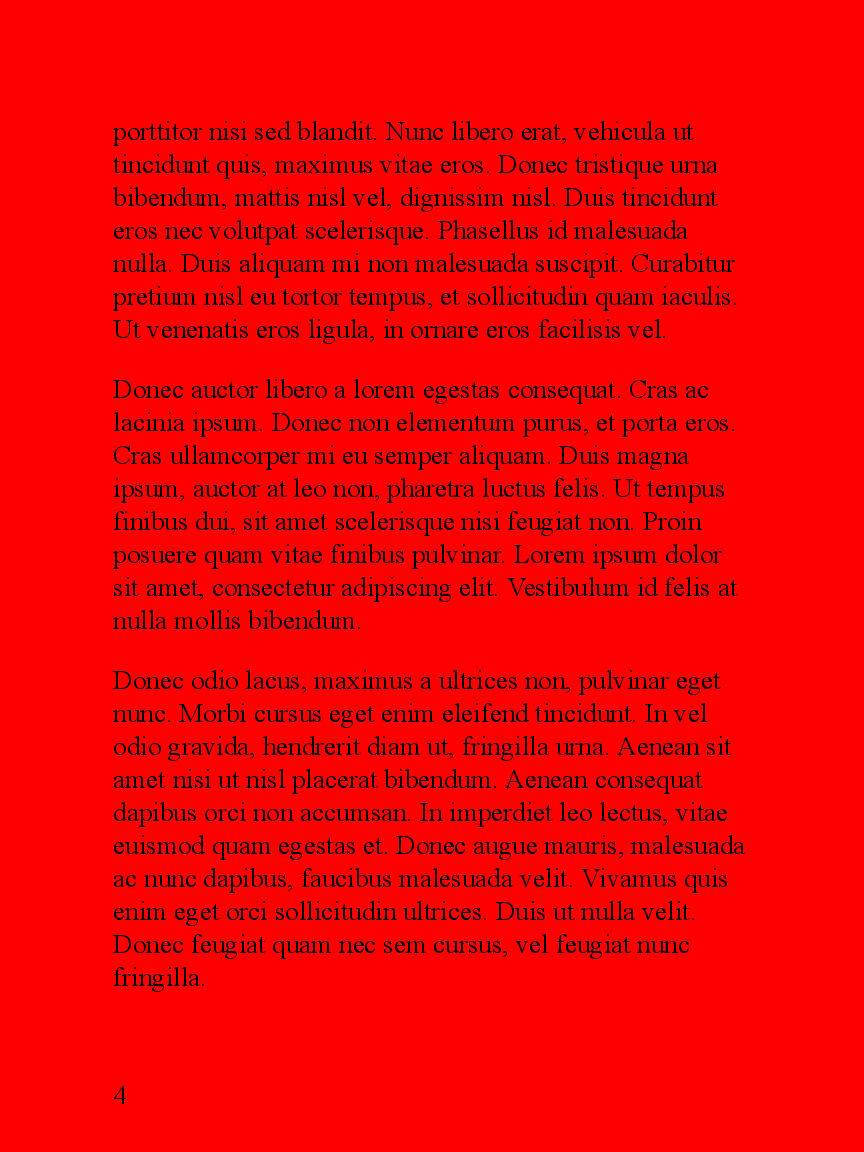 porttitor nisi sed blandit. Nunc libero erat, vehicula ut
tincidunt quis, maximus vitae eros. Donec tristique urna
bibendum, mattis nisl vel, dignissim nisl. Duis tincidunt
eros nec volutpat scelerisque. Phasellus id malesuada
nulla. Duis aliquam mi non malesuada suscipit. Curabitur
pretium nisl eu tortor tempus, et sollicitudin quam iaculis.
Ut venenatis eros ligula, in ornare eros facilisis vel.
Donec auctor libero a lorem egestas consequat. Cras ac
lacinia ipsum. Donec non elementum purus, et porta eros.
Cras ullamcorper mi eu semper aliquam. Duis magna
ipsum, auctor at leo non, pharetra luctus felis. Ut tempus
finibus dui, sit amet scelerisque nisi feugiat non. Proin
posuere quam vitae finibus pulvinar. Lorem ipsum dolor
sit amet, consectetur adipiscing elit. Vestibulum id felis at
nulla mollis bibendum.
Donec odio lacus, maximus a ultrices non, pulvinar eget
nunc. Morbi cursus eget enim eleifend tincidunt. In vel
odio gravida, hendrerit diam ut, fringilla urna. Aenean sit
amet nisi ut nisl placerat bibendum. Aenean consequat
dapibus orci non accumsan. In imperdiet leo lectus, vitae
euismod quam egestas et. Donec augue mauris, malesuada
ac nunc dapibus, faucibus malesuada velit. Vivamus quis
enim eget orci sollicitudin ultrices. Duis ut nulla velit.
Donec feugiat quam nec sem cursus, vel feugiat nunc
fringilla.
4